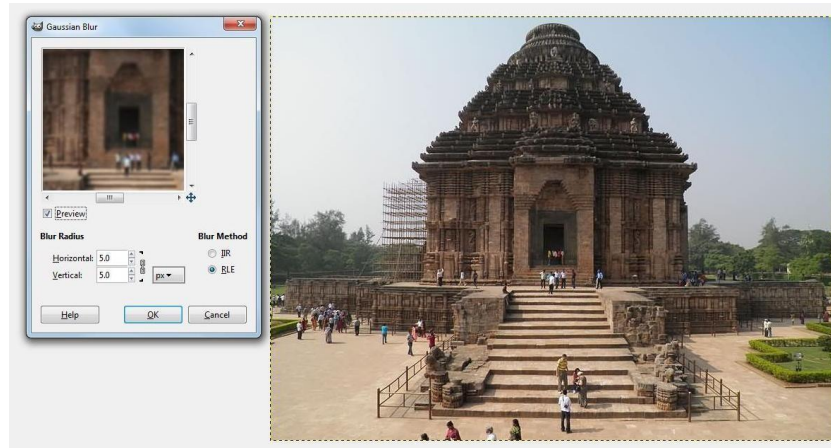 Gaussian Blur
Preview
Blur Radius
Blur Method
Horizontal: 5.0
IIR
Vertical: 5.0
px
RLE
Help
OK
Cancel